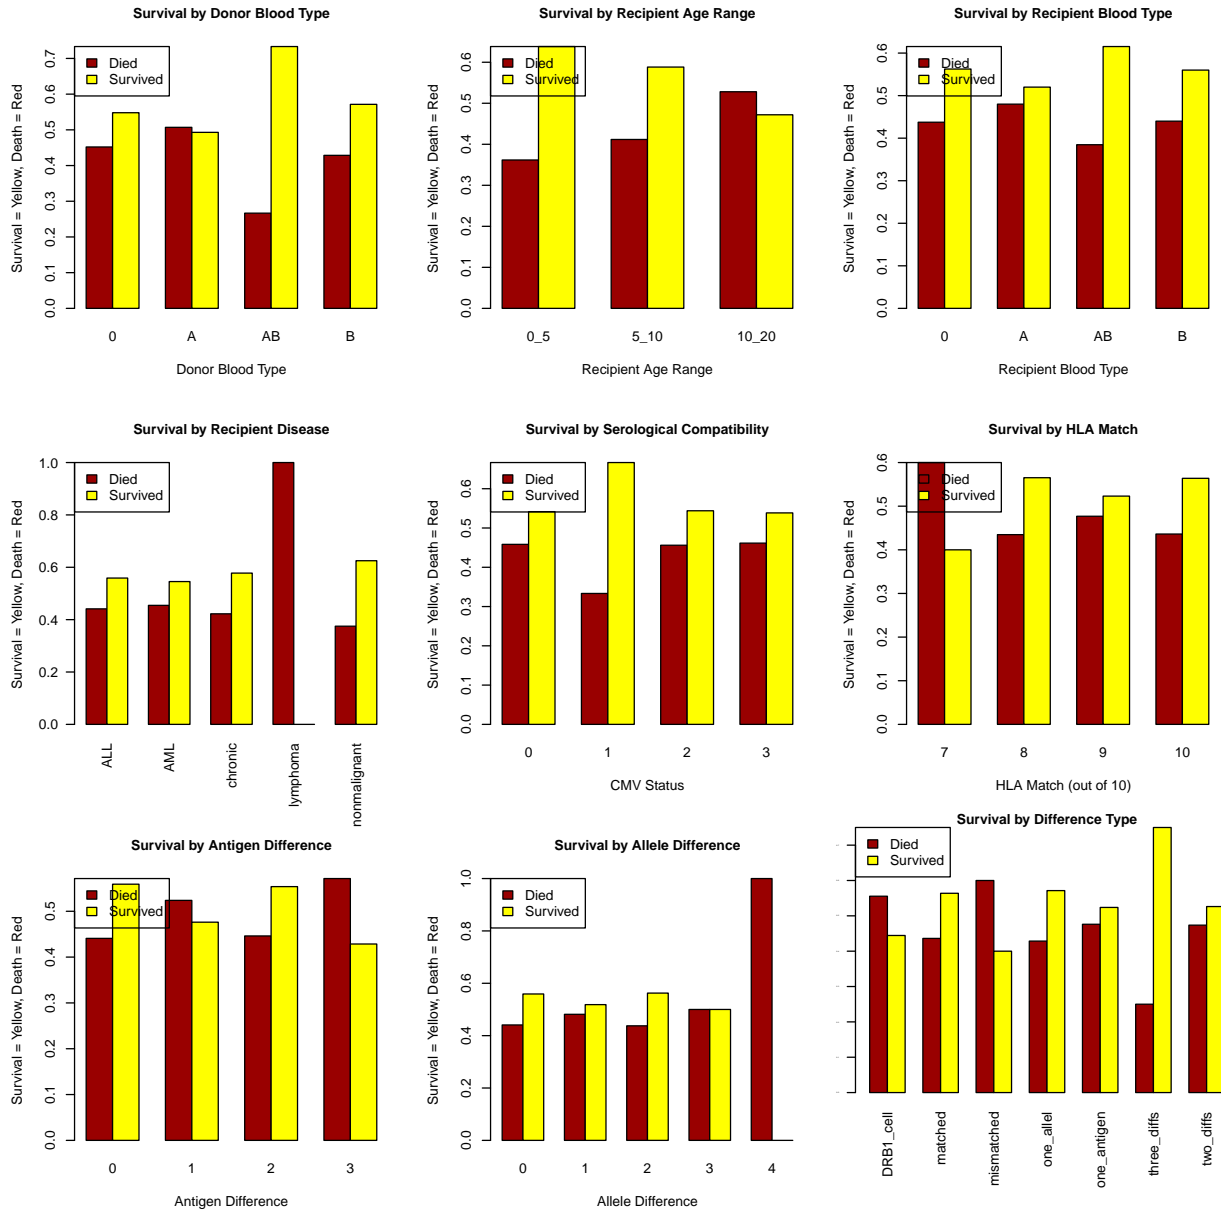 Survival by Donor Blood Type
Survival = Yellow, Death = Red
0.0 0.1 0.2 0.3 0.4 0.5 0.6 0.7
Died
Survived
0 A AB B
Donor Blood Type
Survival by Recipient Age Range
Survival = Yellow, Death = Red
0.0 0.1 0.2 0.3 0.4 0.5 0.6
Died
Survived
0_5 5_10 10_20
Recipient Age Range
Survival by Recipient Blood Type
Survival = Yellow, Death = Red
0.0 0.1 0.2 0.3 0.4 0.5 0.6
Died
Survived
0 A AB B
Recipient Blood Type
Survival by Recipient Disease
Survival = Yellow, Death = Red
0.0 0.2 0.4 0.6 0.8 1.0
Died
Survived
ALL AML chronic lymphoma nonmalignant
Survival by Serological Compatibility
Survival = Yellow, Death = Red
0.0 0.1 0.2 0.3 0.4 0.5 0.6
Died
Survived
0 1 2 3
CMV Status
Survival by HLA Match
Survival = Yellow, Death = Red
0.0 0.1 0.2 0.3 0.4 0.5 0.6
Died
Survived
7 8 9 10
HLA Match (out of 10)
Survival by Antigen Difference
Survival = Yellow, Death = Red
0.0 0.1 0.2 0.3 0.4 0.5
Died
Survived
0 1 2 3
Antigen Difference
Survival by Allele Difference
Survival = Yellow, Death = Red
0.0 0.2 0.4 0.6 0.8 1.0
Died
Survived
0 1 2 3 4
Allele Difference
Survival by Difference Type
Died
Survived
DRB1_cell matched mismatched one_allel one_antigen three_diffs two_diffs